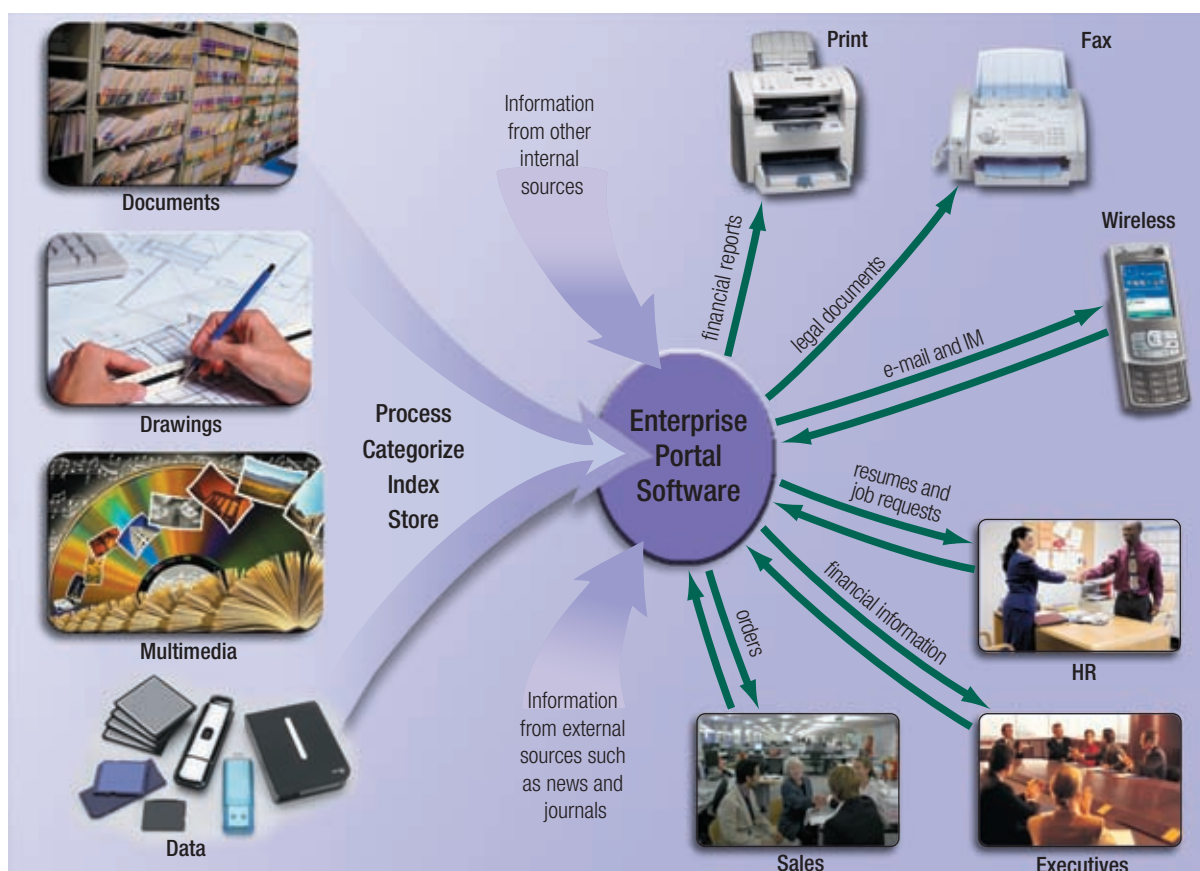 Documents
Drawings
Multimedia
Data
Process
Categorize
Index
Store
Information
from other
internal
sources
Information
from external
sources such
as news and
journals
Enterprise
Portal
Software
Print
financial reports
Fax
legal documents
Wireless
e-mail and IM
resumes and
job requests
HR
financial information
Executives
orders
Sales